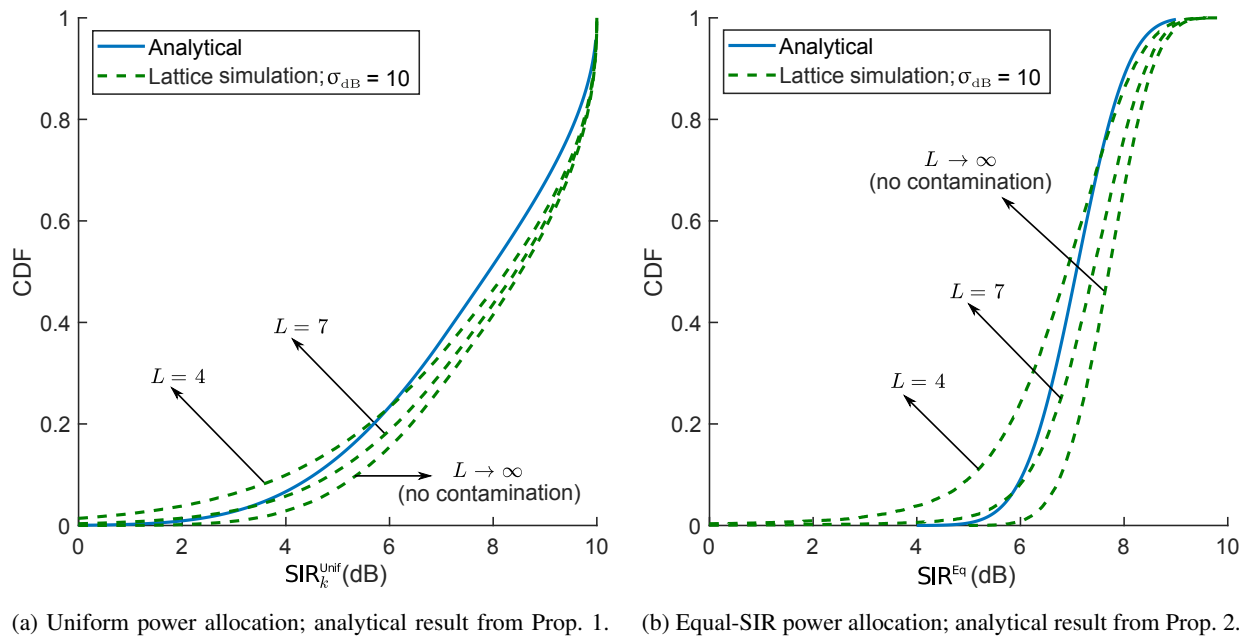 1
0.8
0.6
0.4
0.2
0
CDF
Analytical
Lattice simulation; σdB = 10
L = 7
L = 4
L → ∞
(no contamination)
0 2 4 6 8 10
SIR_k^Unif (dB)
(a) Uniform power allocation; analytical result from Prop. 1.
1
0.8
0.6
0.4
0.2
0
CDF
Analytical
Lattice simulation; σdB = 10
L → ∞
(no contamination)
L = 7
L = 4
0 2 4 6 8 10
SIR^Eq (dB)
(b) Equal-SIR power allocation; analytical result from Prop. 2.